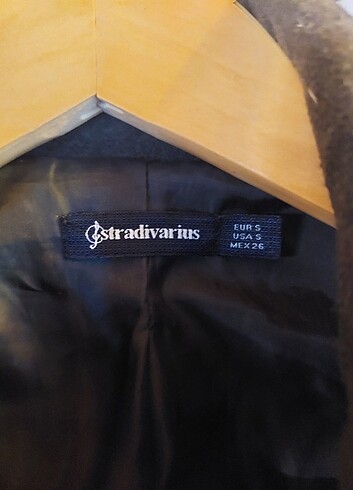 stradivarius
EUR S
USA S
MEX 26